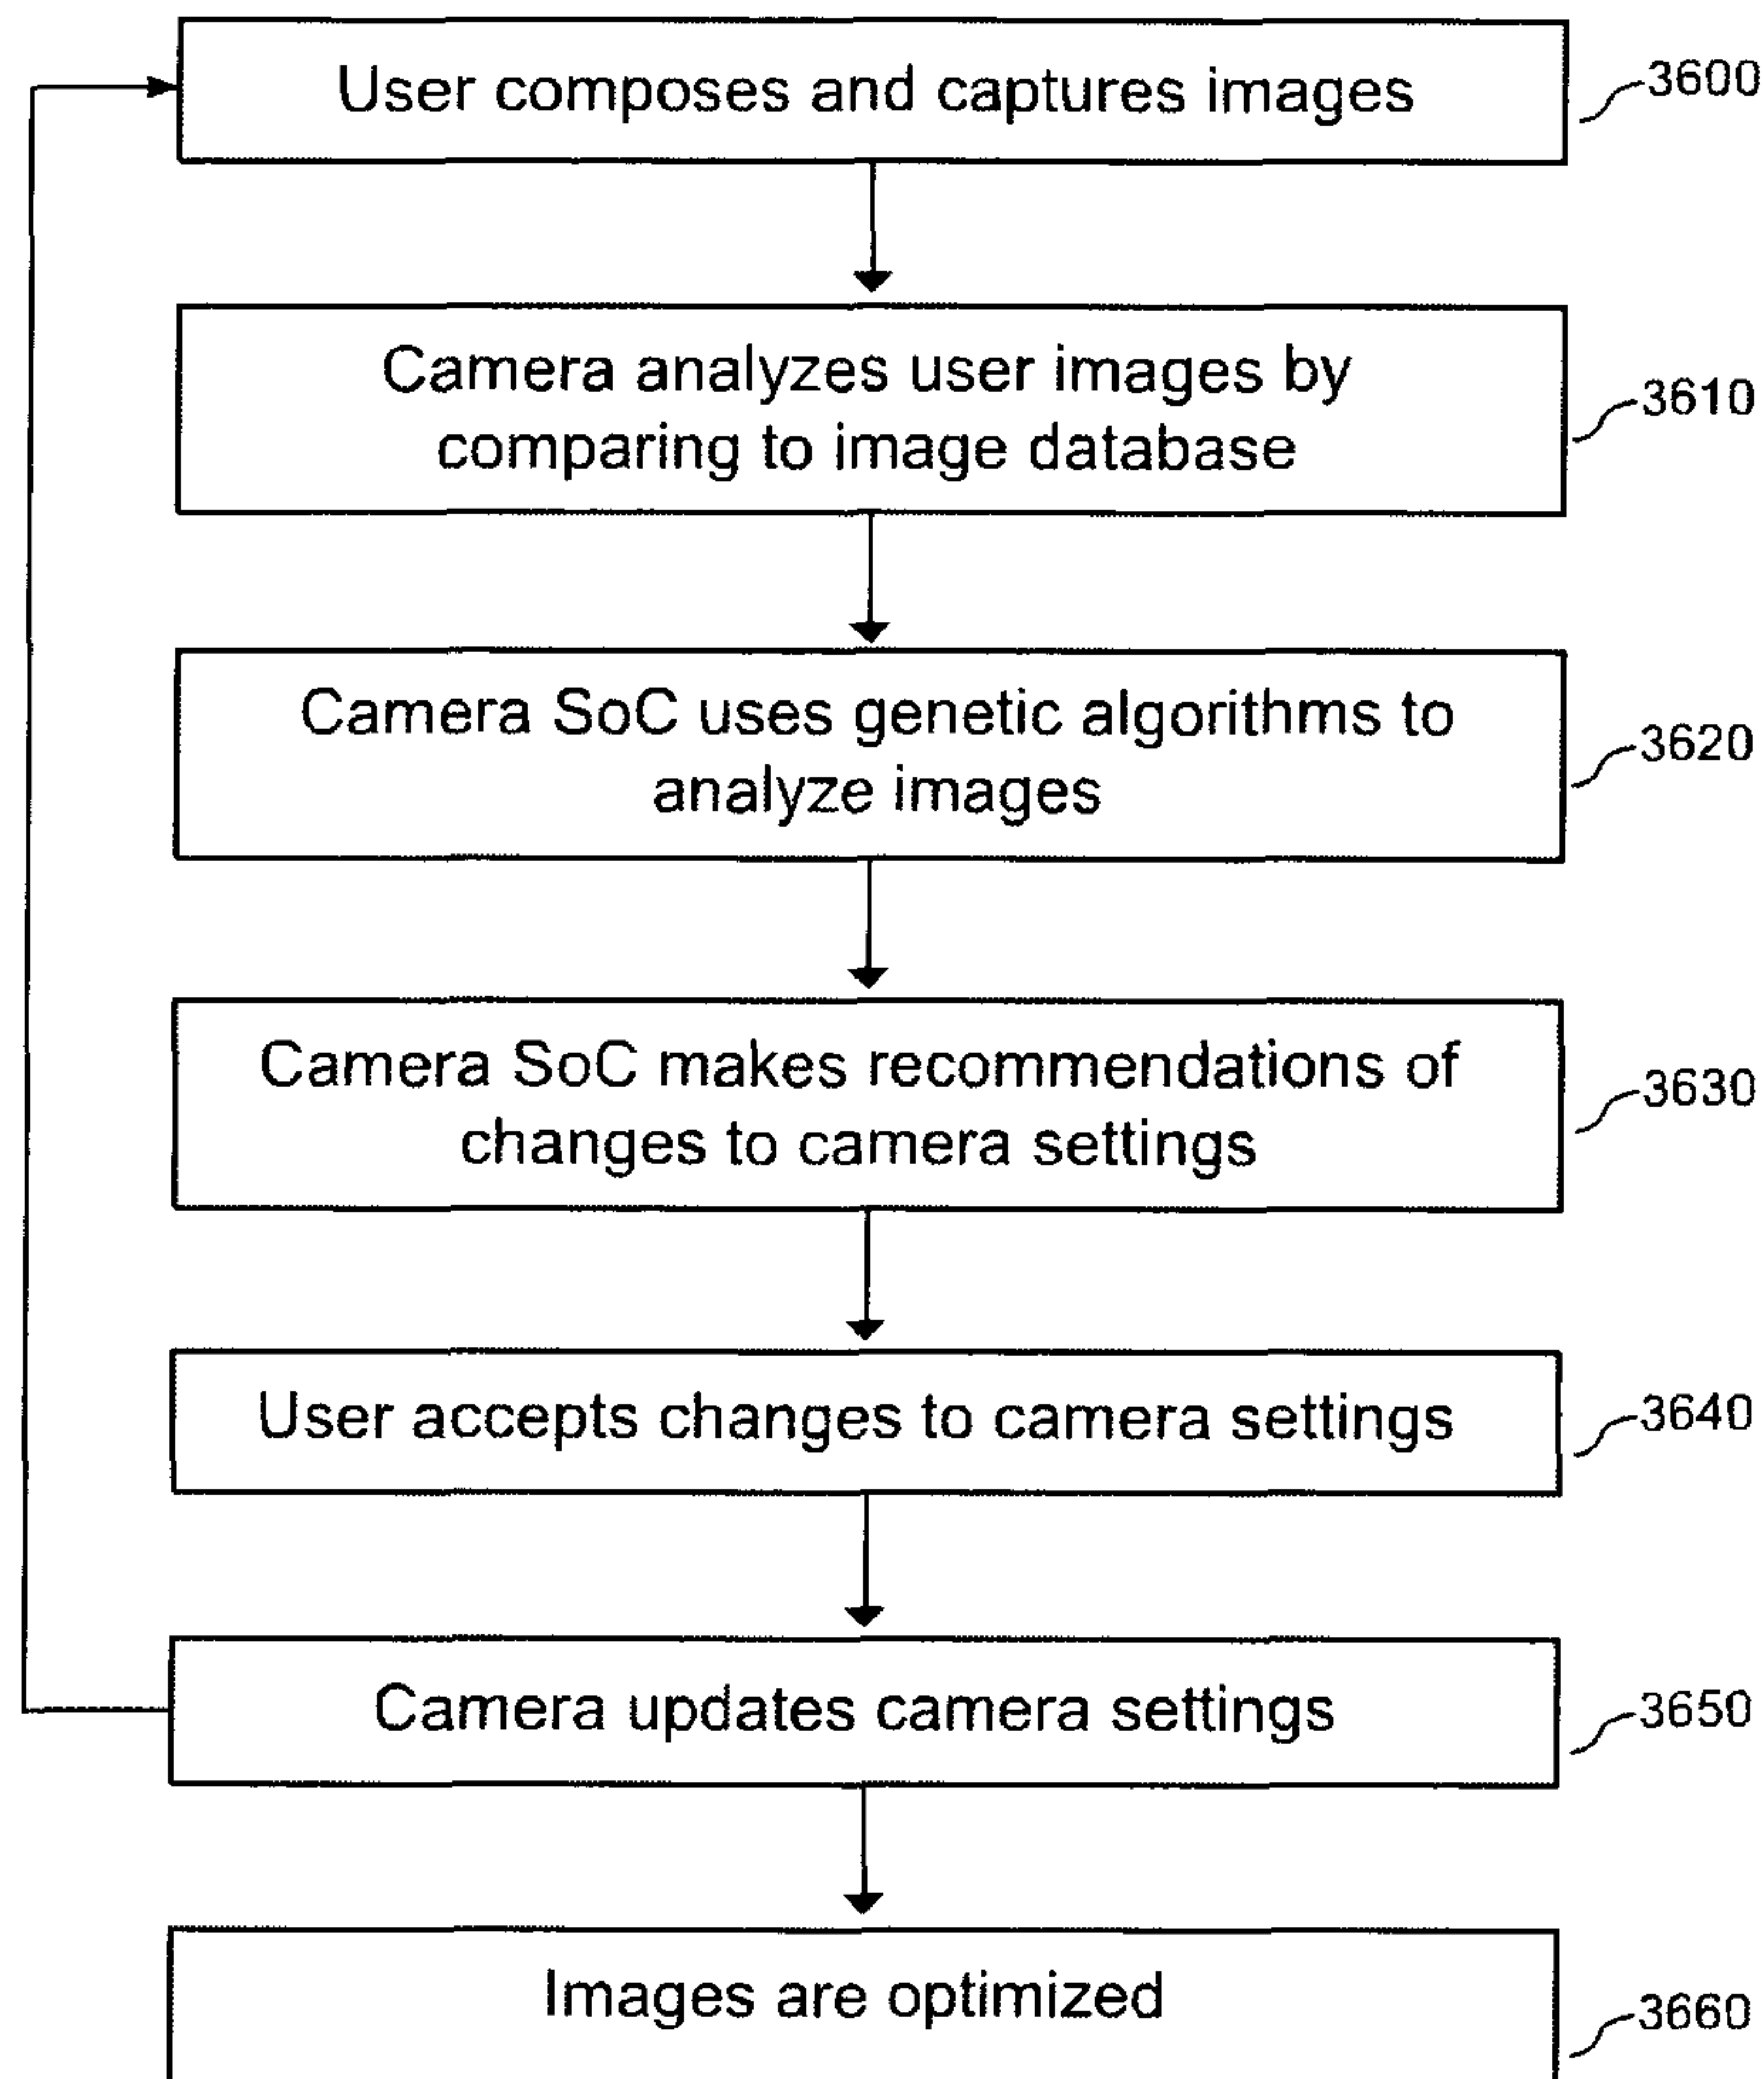 User composes and captures images
3600
Camera analyzes user images by
comparing to image database
3610
Camera SoC uses genetic algorithms to
analyze images
3620
Camera SoC makes recommendations of
changes to camera settings
3630
User accepts changes to camera settings
3640
Camera updates camera settings
3650
Images are optimized
3660